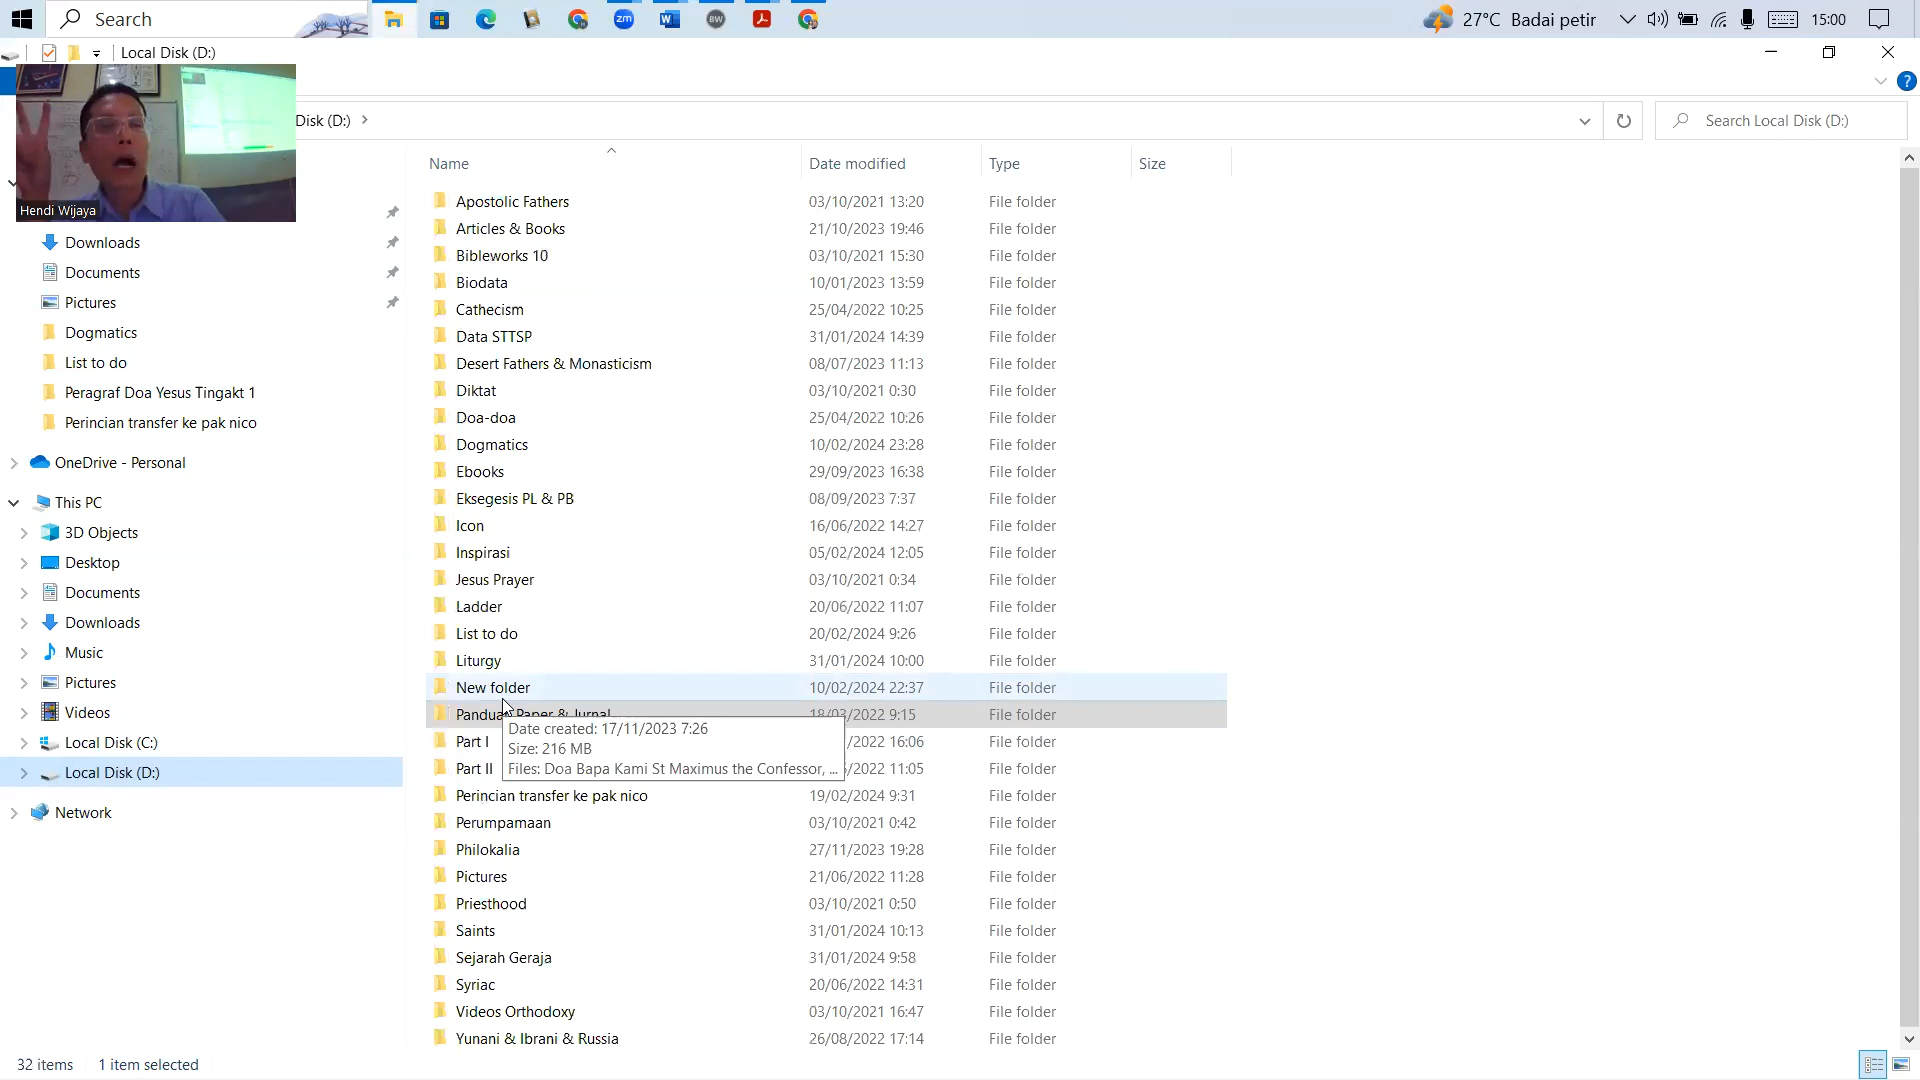 Search
27°C Badai petir
15:00
Local Disk (D:)
Disk (D:)
Search Local Disk (D:)
Hendi Wijaya
Downloads
Documents
Pictures
Dogmatics
List to do
Peragraf Doa Yesus Tingakt 1
Perincian transfer ke pak nico
OneDrive - Personal
This PC
3D Objects
Desktop
Documents
Downloads
Music
Pictures
Videos
Local Disk (C:)
Local Disk (D:)
Network
Name Date modified Type Size
Apostolic Fathers 03/10/2021 13:20 File folder
Articles & Books 21/10/2023 19:46 File folder
Bibleworks 10 03/10/2021 15:30 File folder
Biodata 10/01/2023 13:59 File folder
Cathecism 25/04/2022 10:25 File folder
Data STTSP 31/01/2024 14:39 File folder
Desert Fathers & Monasticism 08/07/2023 11:13 File folder
Diktat 03/10/2021 0:30 File folder
Doa-doa 25/04/2022 10:26 File folder
Dogmatics 10/02/2024 23:28 File folder
Ebooks 29/09/2023 16:38 File folder
Eksegesis PL & PB 08/09/2023 7:37 File folder
Icon 16/06/2022 14:27 File folder
Inspirasi 05/02/2024 12:05 File folder
Jesus Prayer 03/10/2021 0:34 File folder
Ladder 20/06/2022 11:07 File folder
List to do 20/02/2024 9:26 File folder
Liturgy 31/01/2024 10:00 File folder
New folder 10/02/2024 22:37 File folder
Paper & Jurnal 18/03/2022 9:15 File folder
Date created: 17/11/2023 7:26
Size: 216 MB
Files: Doa Bapa Kami St Maximus the Confessor, ...
Part I /2022 16:06 File folder
Part II /2022 11:05 File folder
Perincian transfer ke pak nico 19/02/2024 9:31 File folder
Perumpamaan 03/10/2021 0:42 File folder
Philokalia 27/11/2023 19:28 File folder
Pictures 21/06/2022 11:28 File folder
Priesthood 03/10/2021 0:50 File folder
Saints 31/01/2024 10:13 File folder
Sejarah Geraja 31/01/2024 9:58 File folder
Syriac 20/06/2022 14:31 File folder
Videos Orthodoxy 03/10/2021 16:47 File folder
Yunani & Ibrani & Russia 26/08/2022 17:14 File folder
32 items 1 item selected